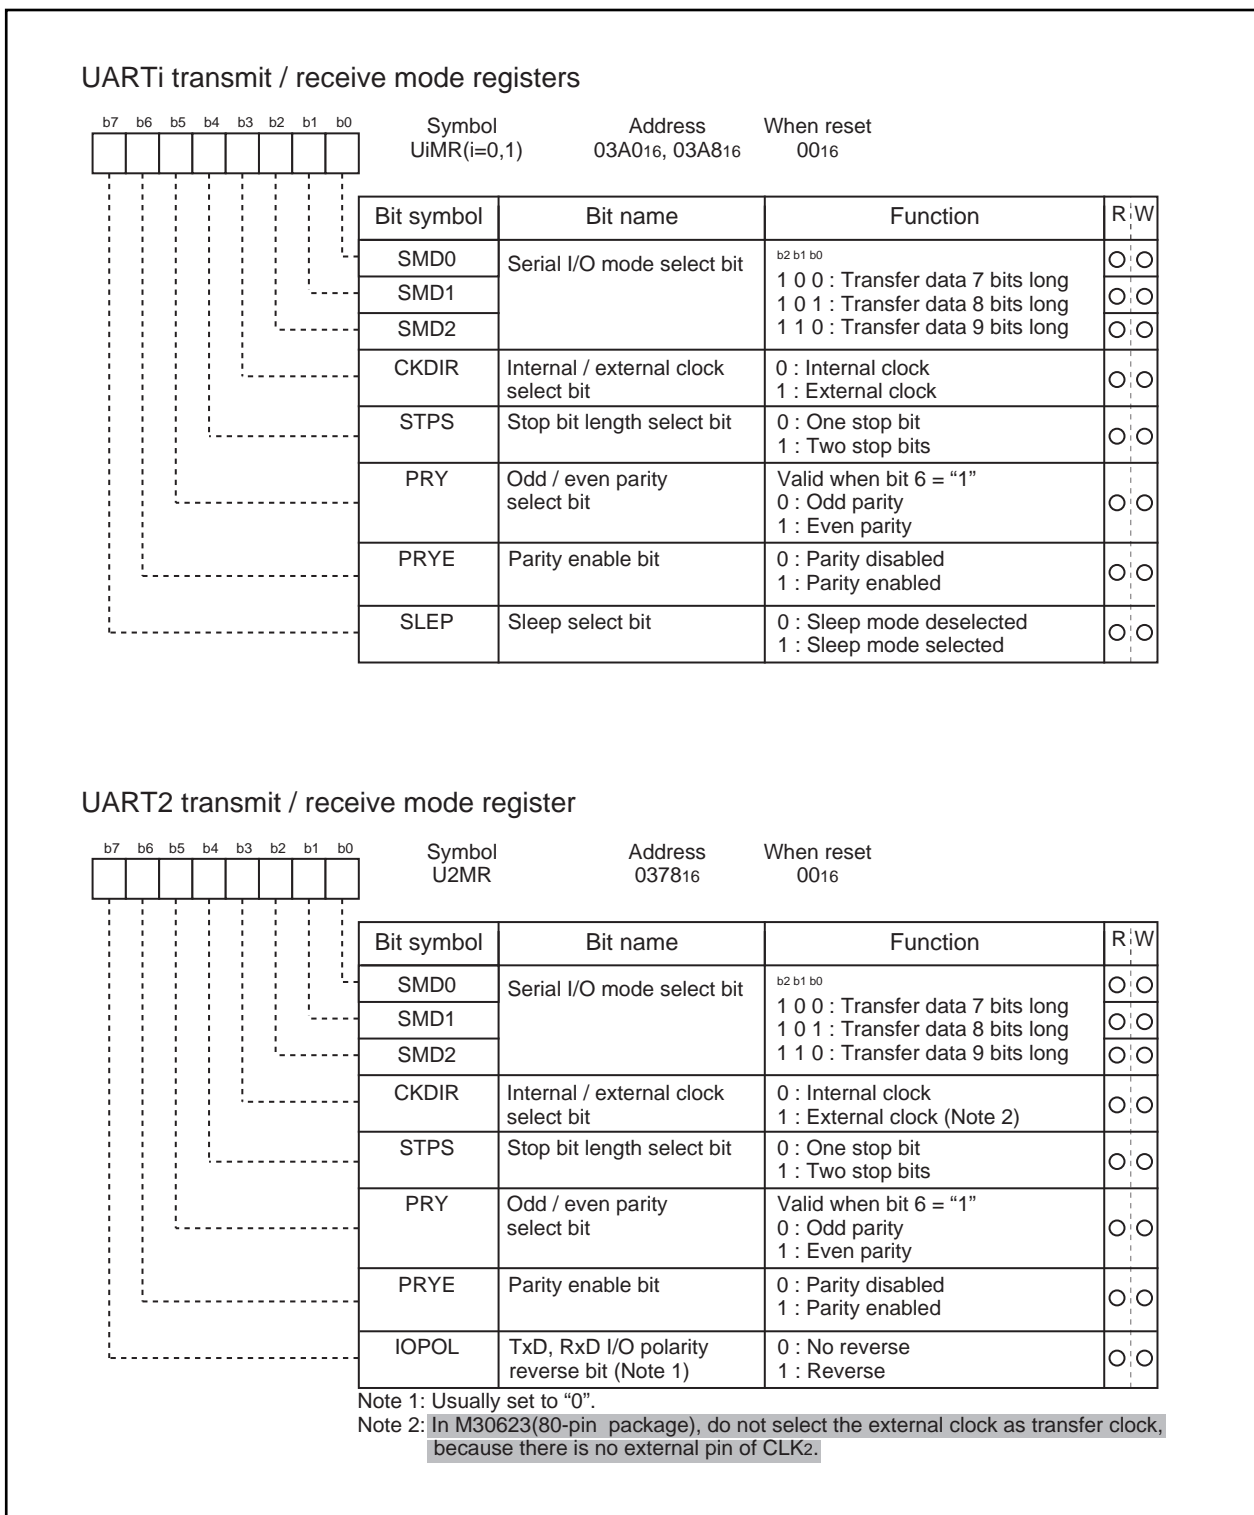 UARTi transmit / receive mode registers
b7 b6 b5 b4 b3 b2 b1 b0
Symbol Address When reset
UiMR(i=0,1) 03A016, 03A816 0016
Bit symbol Bit name Function R W
SMD0 Serial I/O mode select bit b2 b1 b0
1 0 0 : Transfer data 7 bits long
SMD1 1 0 1 : Transfer data 8 bits long
SMD2 1 1 0 : Transfer data 9 bits long
CKDIR Internal / external clock 0 : Internal clock
select bit 1 : External clock
STPS Stop bit length select bit 0 : One stop bit
1 : Two stop bits
PRY Odd / even parity Valid when bit 6 = “1”
select bit 0 : Odd parity
1 : Even parity
PRYE Parity enable bit 0 : Parity disabled
1 : Parity enabled
SLEP Sleep select bit 0 : Sleep mode deselected
1 : Sleep mode selected
UART2 transmit / receive mode register
b7 b6 b5 b4 b3 b2 b1 b0
Symbol Address When reset
U2MR 037816 0016
Bit symbol Bit name Function R W
SMD0 Serial I/O mode select bit b2 b1 b0
1 0 0 : Transfer data 7 bits long
SMD1 1 0 1 : Transfer data 8 bits long
SMD2 1 1 0 : Transfer data 9 bits long
CKDIR Internal / external clock 0 : Internal clock
select bit 1 : External clock (Note 2)
STPS Stop bit length select bit 0 : One stop bit
1 : Two stop bits
PRY Odd / even parity Valid when bit 6 = “1”
select bit 0 : Odd parity
1 : Even parity
PRYE Parity enable bit 0 : Parity disabled
1 : Parity enabled
IOPOL TxD, RxD I/O polarity 0 : No reverse
reverse bit (Note 1) 1 : Reverse
Note 1: Usually set to “0”.
Note 2: In M30623(80-pin package), do not select the external clock as transfer clock,
because there is no external pin of CLK2.